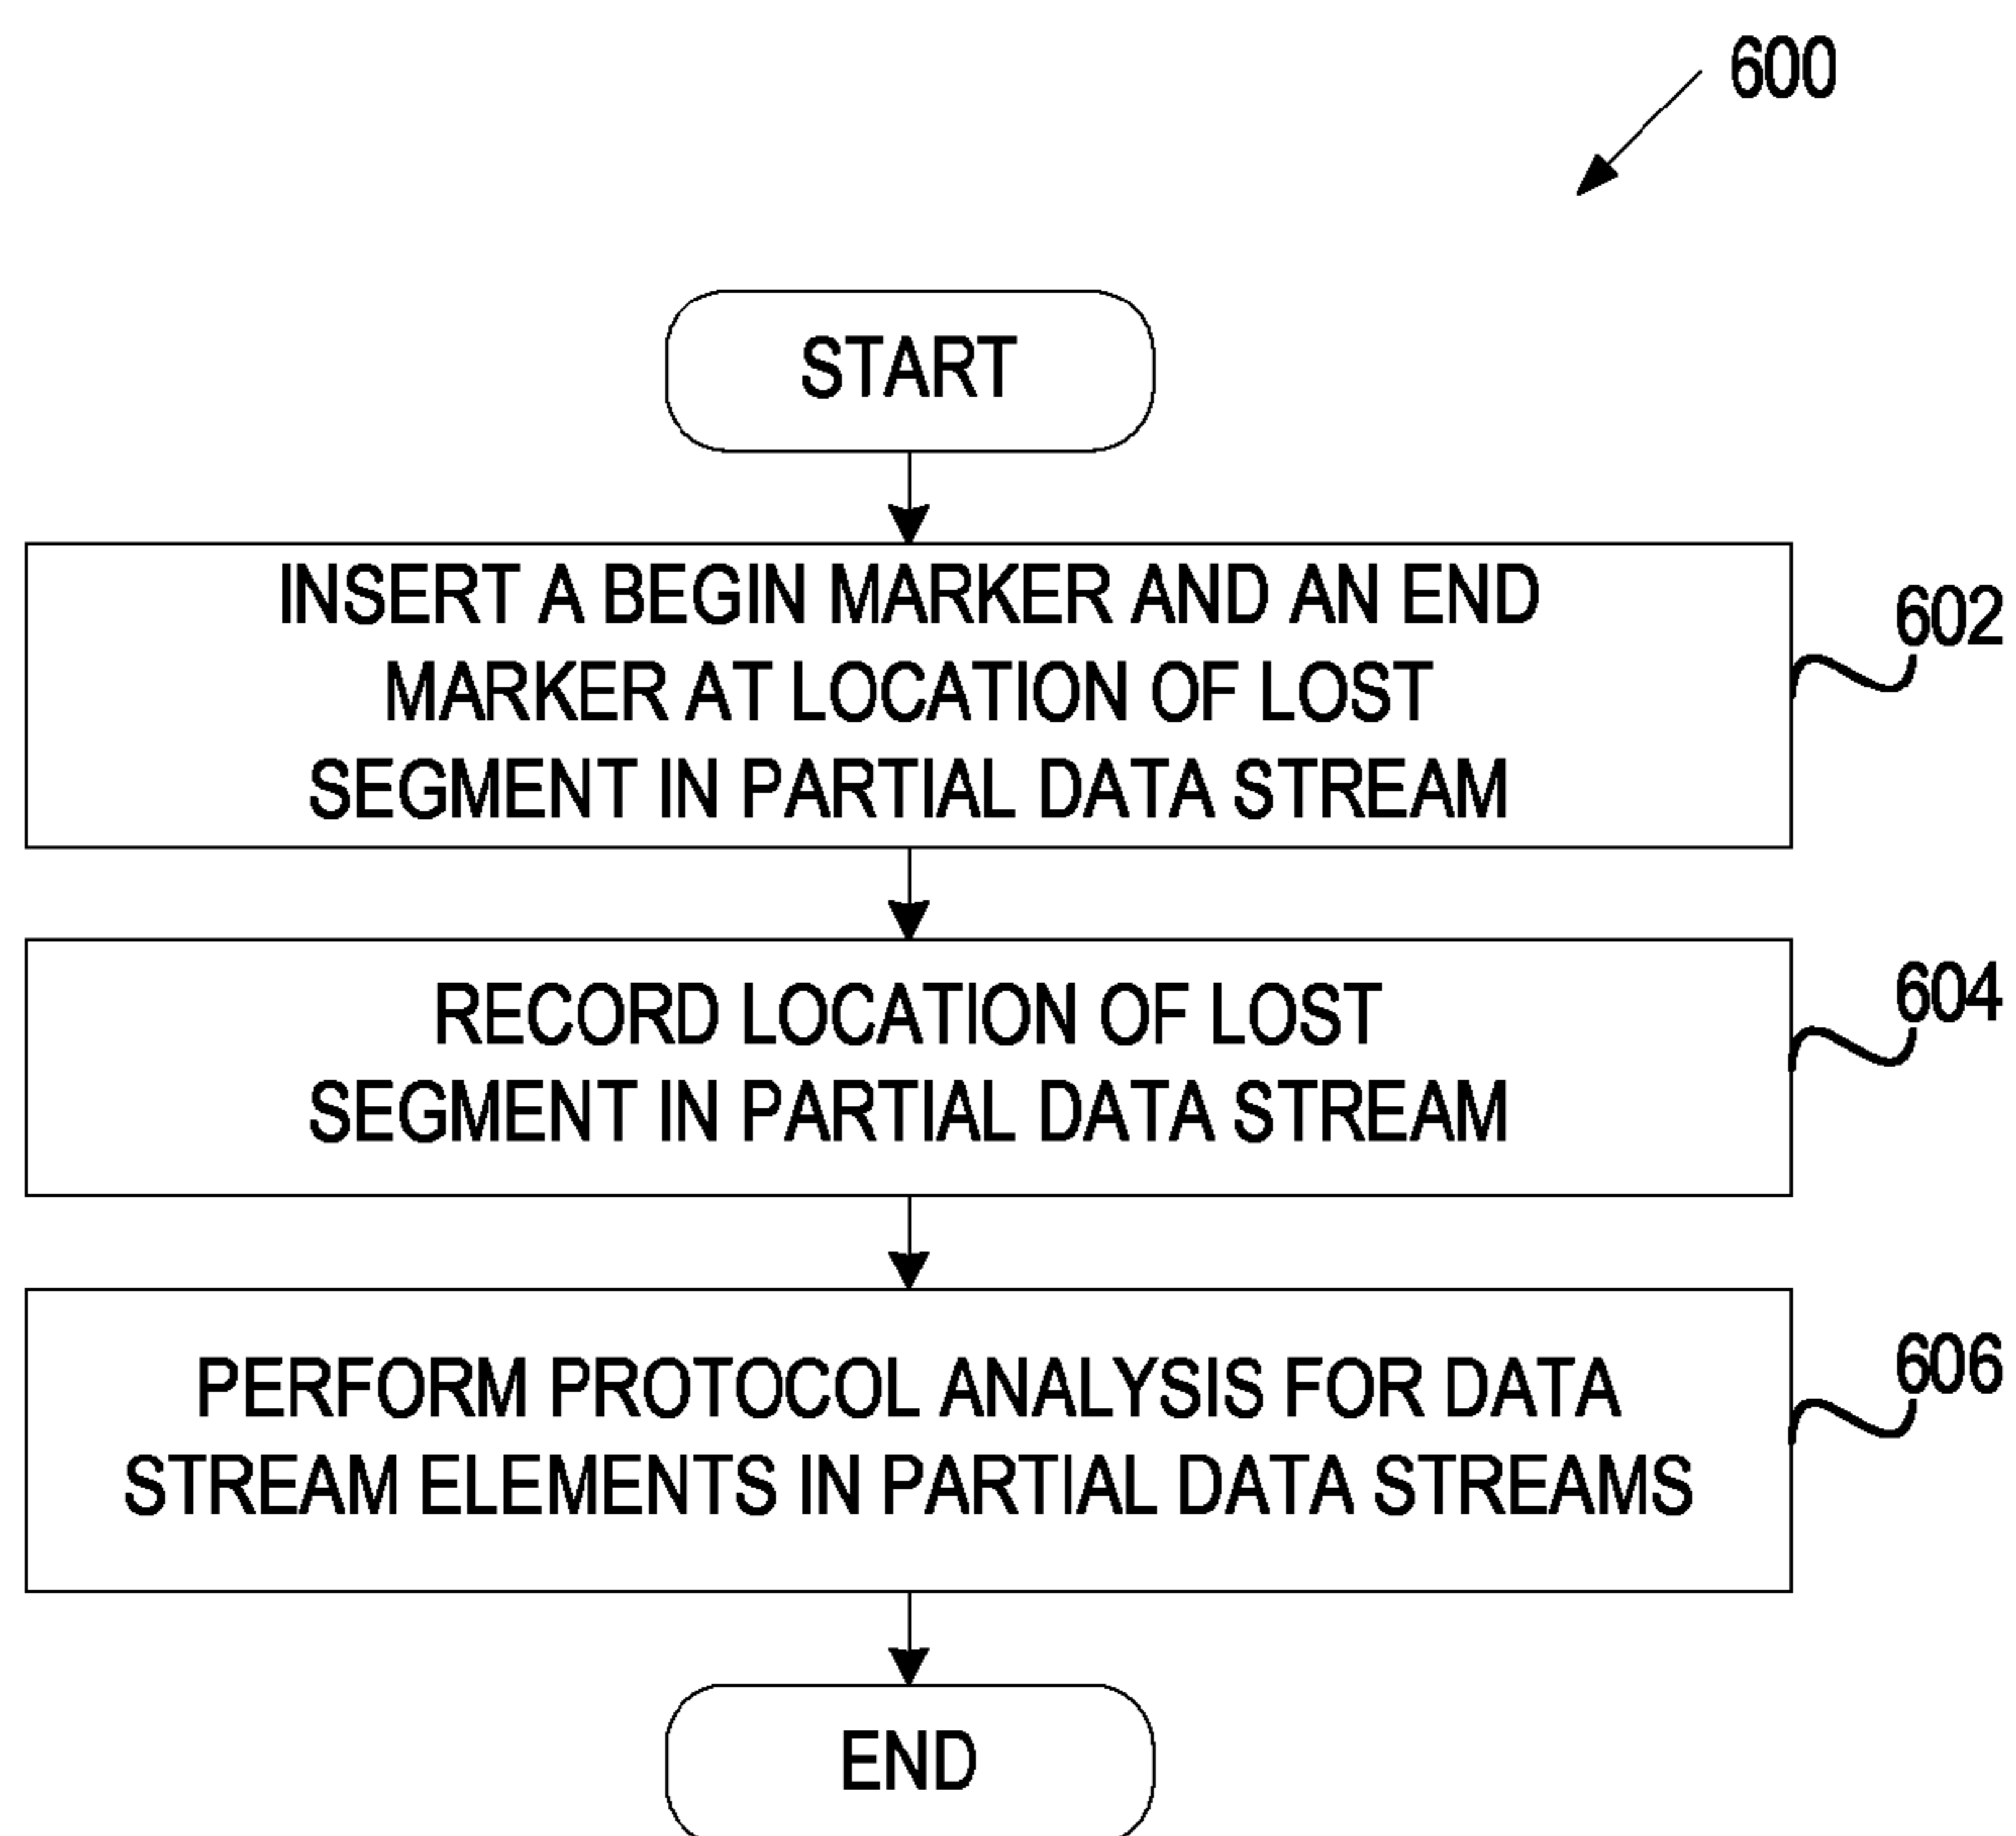 600
START
INSERT A BEGIN MARKER AND AN END
MARKER AT LOCATION OF LOST
SEGMENT IN PARTIAL DATA STREAM
602
RECORD LOCATION OF LOST
SEGMENT IN PARTIAL DATA STREAM
604
PERFORM PROTOCOL ANALYSIS FOR DATA
STREAM ELEMENTS IN PARTIAL DATA STREAMS
606
END